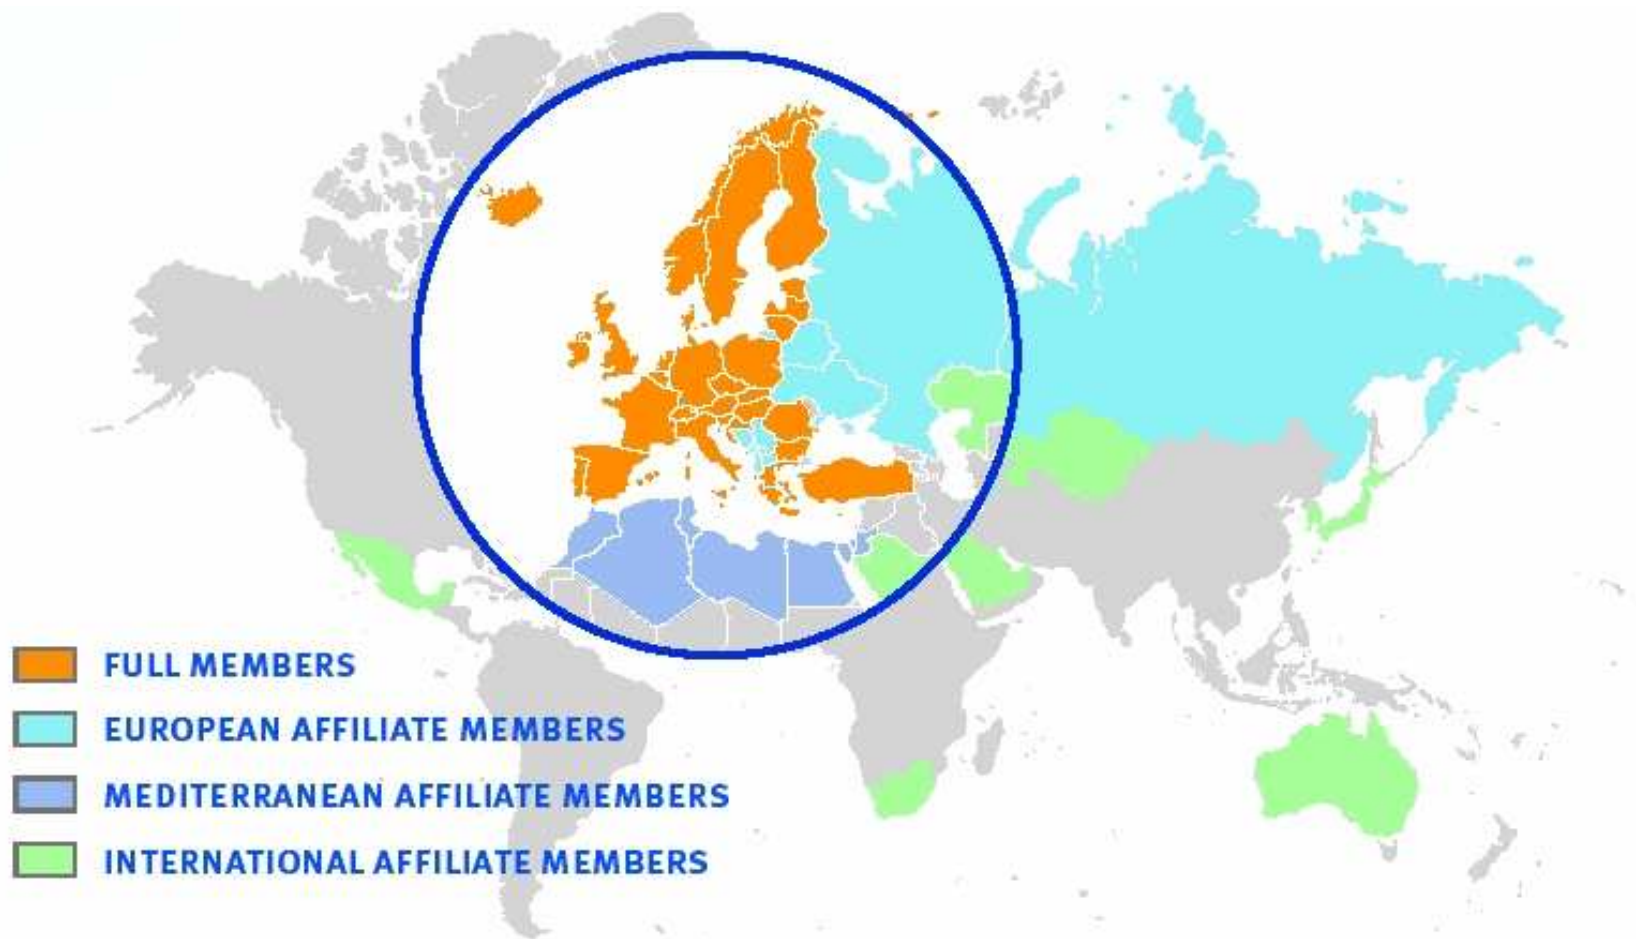 FULL MEMBERS
EUROPEAN AFFILIATE MEMBERS
MEDITERRANEAN AFFILIATE MEMBERS
INTERNATIONAL AFFILIATE MEMBERS